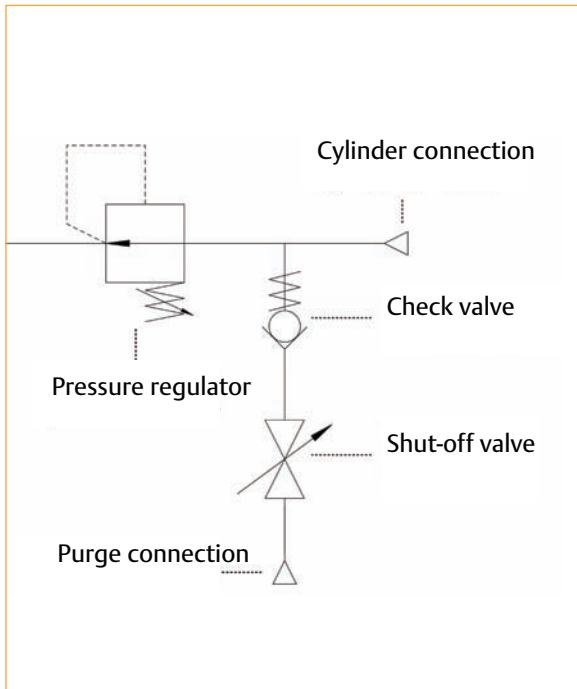 Cylinder connection
Check valve
Pressure regulator
Shut-off valve
Purge connection